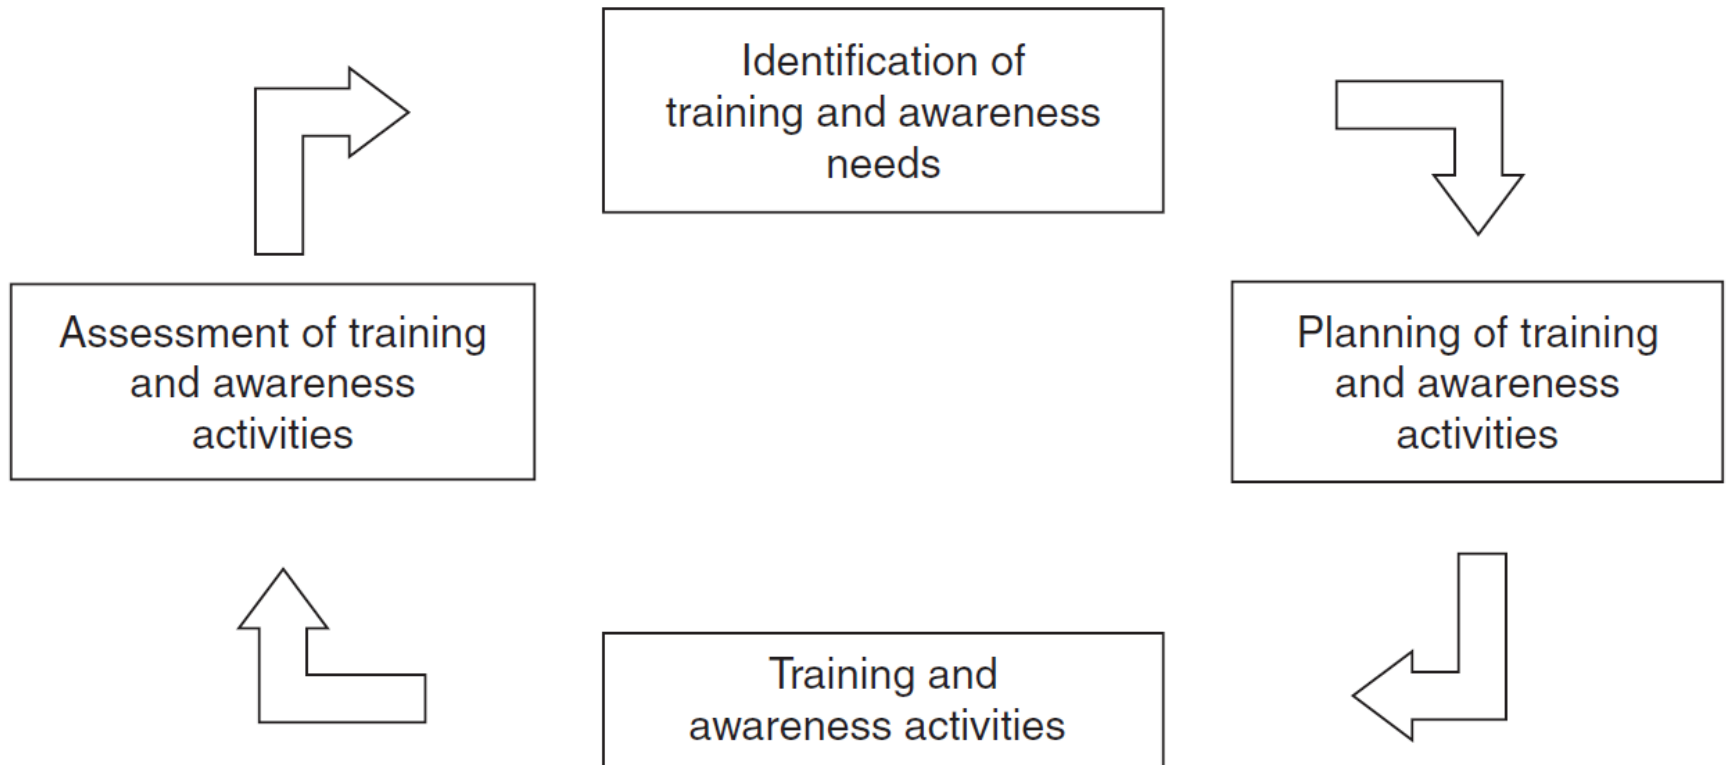 Identification of
training and awareness
needs
Assessment of training
and awareness
activities
Planning of training
and awareness
activities
Training and
awareness activities